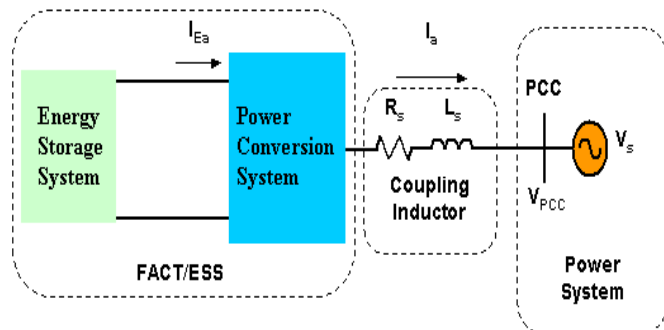 I_Ea
I_a
Energy
Storage
System
Power
Conversion
System
R_s L_s
Coupling
Inductor
PCC
V_s
V_PCC
FACT/ESS
Power
System